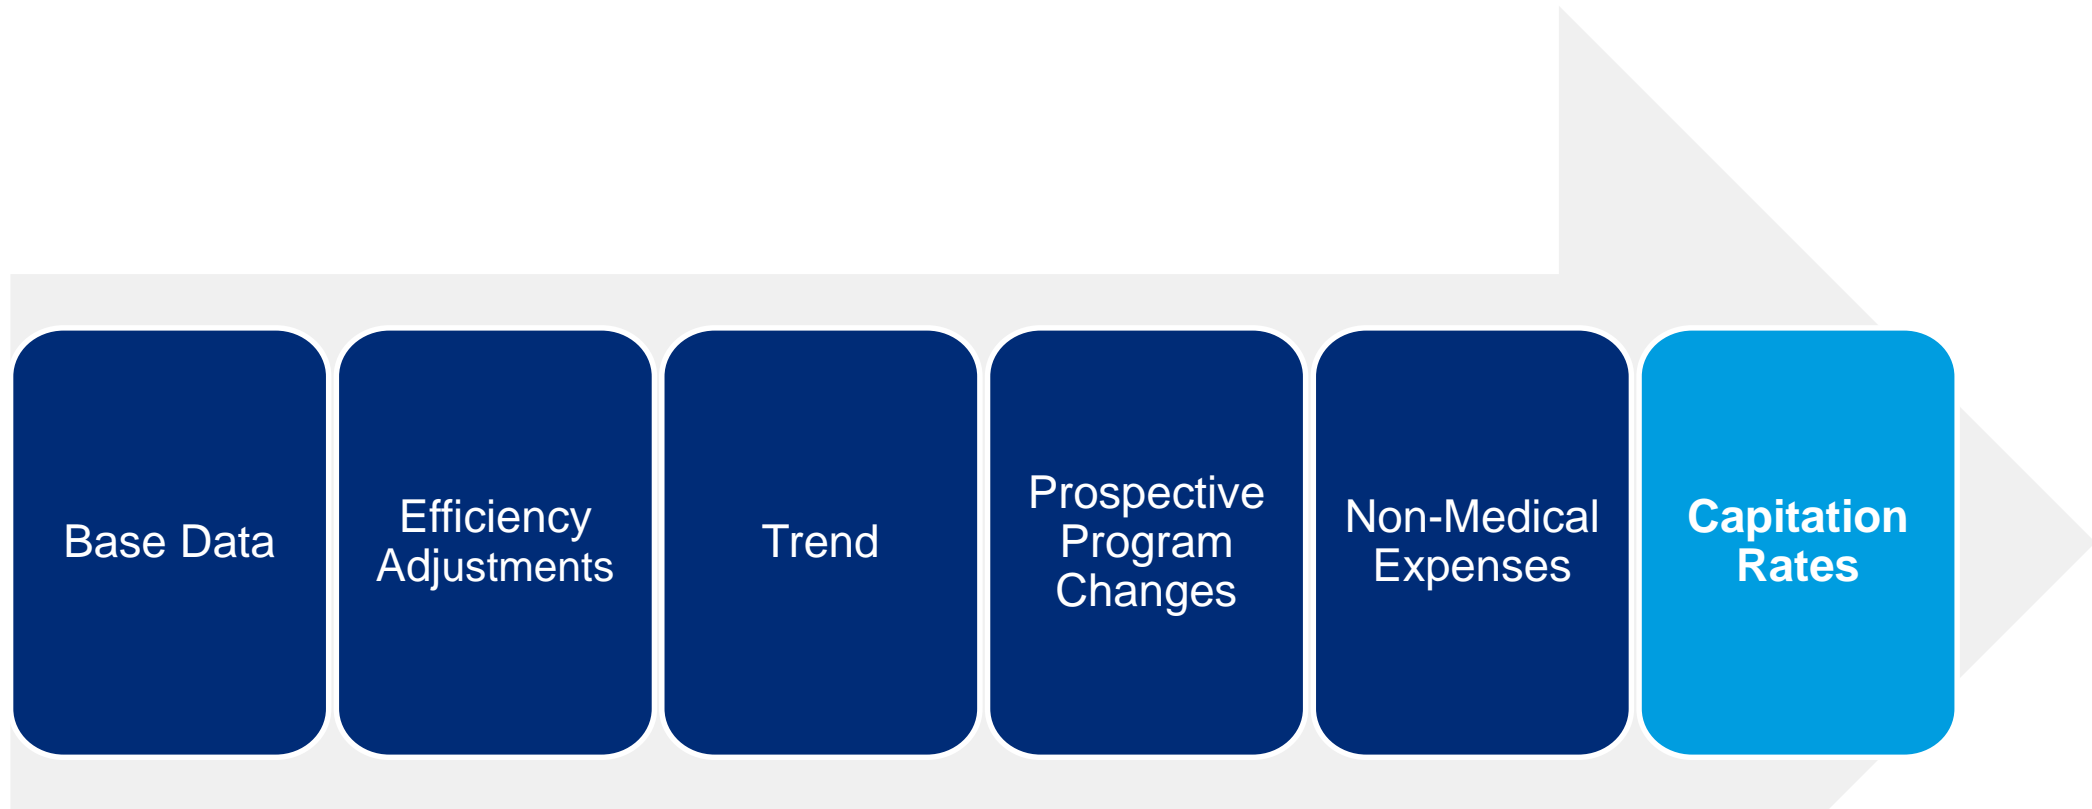 Base Data
Efficiency
Adjustments
Trend
Prospective
Program
Changes
Non-Medical
Expenses
Capitation
Rates